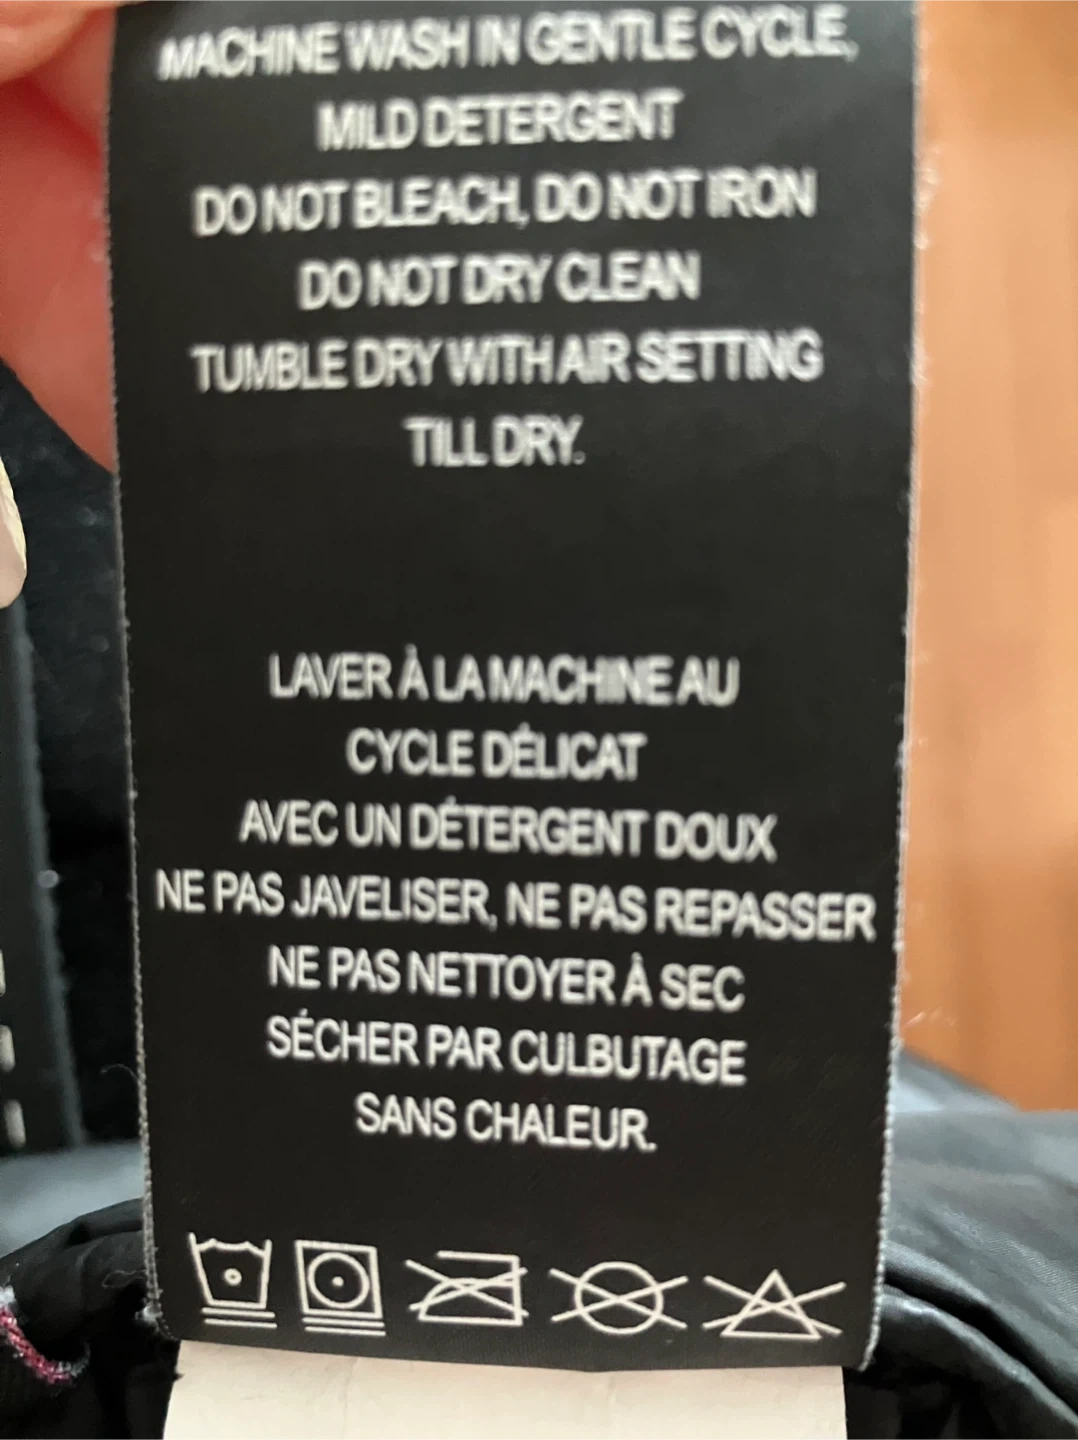 MACHINE WASH IN GENTLE CYCLE,
MILD DETERGENT
DO NOT BLEACH, DO NOT IRON
DO NOT DRY CLEAN
TUMBLE DRY WITH AIR SETTING
TILL DRY.
LAVER À LA MACHINE AU
CYCLE DÉLICAT
AVEC UN DÉTERGENT DOUX
NE PAS JAVELISER, NE PAS REPASSER
NE PAS NETTOYER À SEC
SÉCHER PAR CULBUTAGE
SANS CHALEUR.